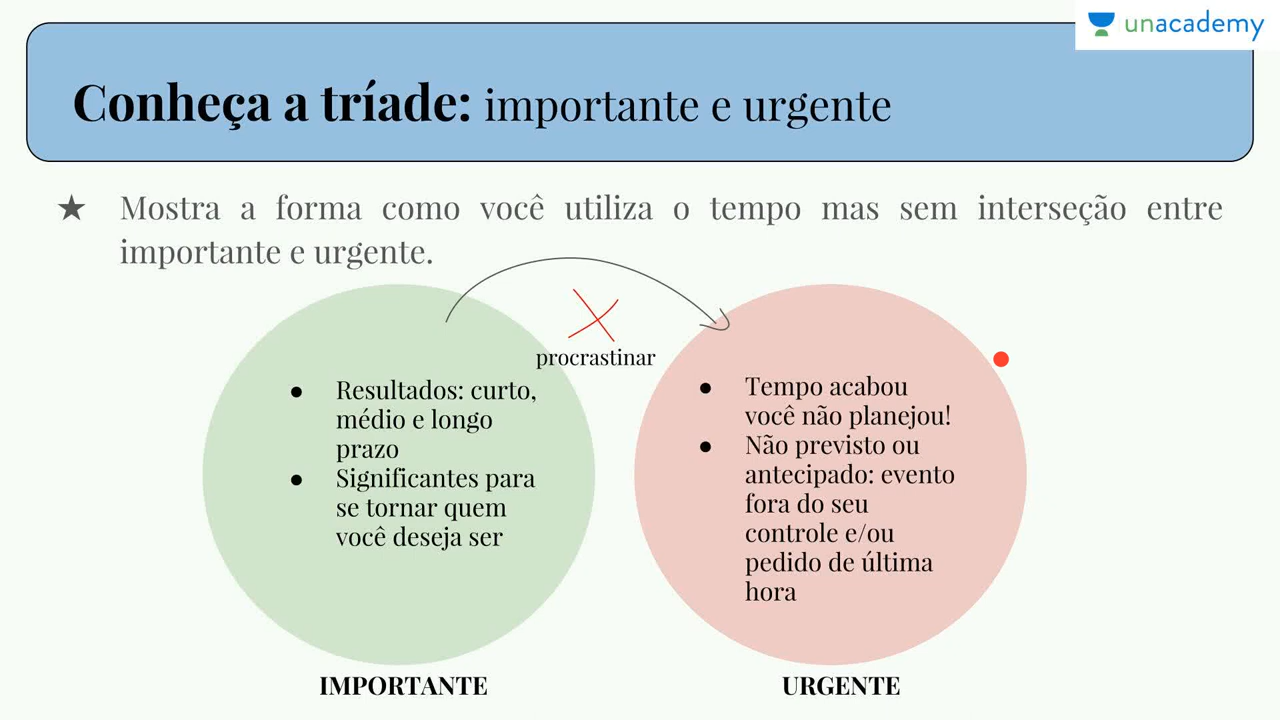 unacademy
Conheça a tríade: importante e urgente
★ Mostra a forma como você utiliza o tempo mas sem interseção entre
importante e urgente.
procrastinar
● Resultados: curto,
médio e longo
prazo
● Significantes para
se tornar quem
você deseja ser
● Tempo acabou
você não planejou!
● Não previsto ou
antecipado: evento
fora do seu
controle e/ou
pedido de última
hora
IMPORTANTE
URGENTE